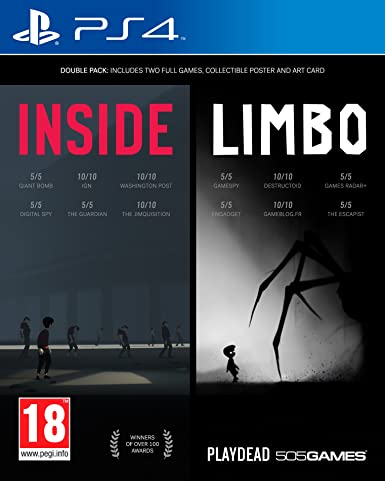 PS4
DOUBLE PACK: INCLUDES TWO FULL GAMES, COLLECTIBLE POSTER AND ART CARD
INSIDE
5/5 10/10 10/10
GIANT BOMB IGN WASHINGTON POST
5/5 5/5 10/10
DIGITAL SPY THE GUARDIAN THE JIMQUISITION
LIMBO
5/5 10/10 5/5
GAMESPY DESTRUCTOID GAMES RADAR+
5/5 10/10 5/5
ENGADGET GAMEBLOG.FR THE ESCAPIST
18
www.pegi.info
WINNERS
OF OVER 100
AWARDS
PLAYDEAD 505GAMES